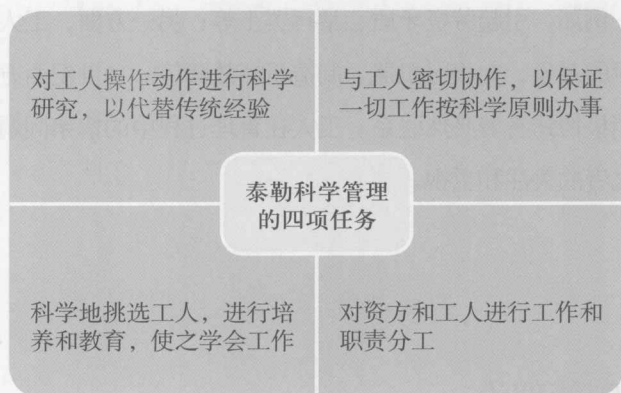 对工人操作动作进行科学
研究，以代替传统经验
与工人密切协作，以保证
一切工作按科学原则办事
泰勒科学管理
的四项任务
科学地挑选工人，进行培
养和教育，使之学会工作
对资方和工人进行工作和
职责分工